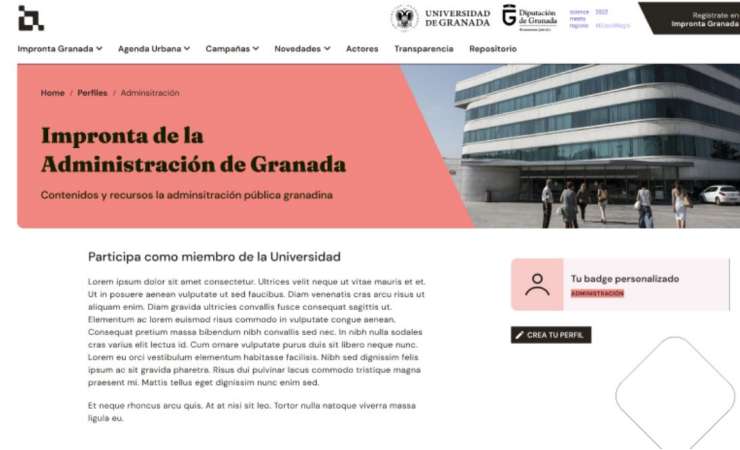 UNIVERSIDAD
DE GRANADA
Diputación
de Granada
science 2022
meets
regions
Regístrate en
Impronta Granada
Impronta Granada
Agenda Urbana
Campañas
Novedades
Actores
Transparencia
Repositorio
Home / Perfiles / Adminsitración
Impronta de la
Administración de Granada
Contenidos y recursos la adminsitración pública granadina
Participa como miembro de la Universidad
Lorem ipsum dolor sit amet consectetur. Ultrices velit neque ut vitae mauris et et.
Ut in posuere aenean vulputate ut sed faucibus. Diam venenatis cras arcu risus ut
aliquam enim. Diam gravida ultricies convallis fusce consequat sagittis ut.
Elementum ac lorem euismod risus commodo in vulputate congue aenean.
Consequat pretium massa bibendum nibh convallis sed nec. In nibh nulla sodales
cras varius elit lectus id. Cum ornare vulputate purus duis sit libero neque nunc.
Lorem eu orci vestibulum elementum habitasse facilisis. Nibh sed dignissim felis
ipsum ac sit gravida pharetra. Risus dui pulvinar lacus commodo tristique magna
praesent mi. Mattis tellus eget dignissim nunc enim sed.
Et neque rhoncus arcu quis. At at nisi sit leo. Tortor nulla natoque viverra massa
ligula eu.
Tu badge personalizado
ADMINISTRACIÓN
CREA TU PERFIL